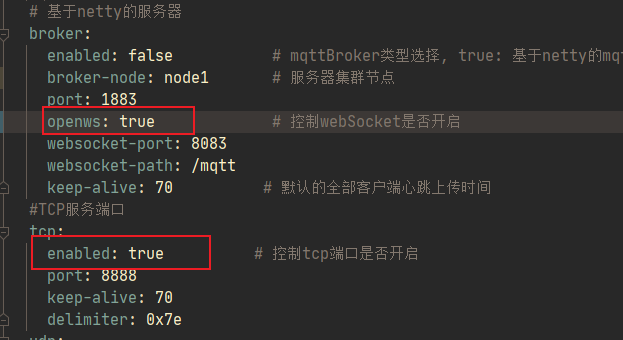 # 基于netty的服务器
broker:
enabled: false # mqttBroker类型选择, true: 基于netty的mq
broker-node: node1 # 服务器集群节点
port: 1883
openws: true # 控制webSocket是否开启
websocket-port: 8083
websocket-path: /mqtt
keep-alive: 70 # 默认的全部客户端心跳上传时间
#TCP服务端口
tcp:
enabled: true # 控制tcp端口是否开启
port: 8888
keep-alive: 70
delimiter: 0x7e
udp: